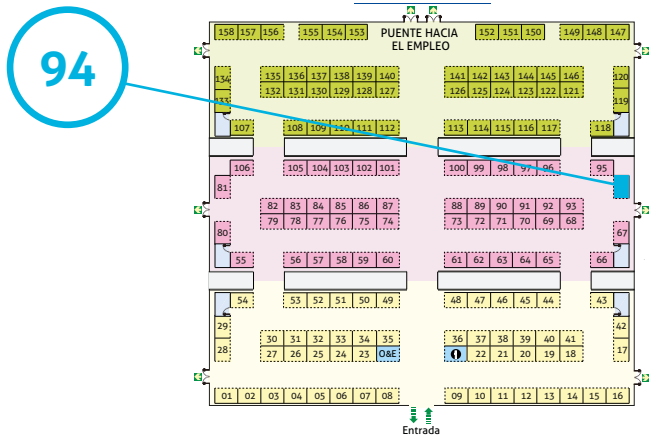 94
158 157 156 155 154 153 PUENTE HACIA 152 151 150 149 148 147
EL EMPLEO
134 135 136 137 138 139 140 141 142 143 144 145 146 120
133 132 131 130 129 128 127 126 125 124 123 122 121 119
107 108 109 110 111 112 113 114 115 116 117 118
106 105 104 103 102 101 100 99 98 97 96 95
81
82 83 84 85 86 87 88 89 90 91 92 93
79 78 77 76 75 74 73 72 71 70 69 68
80 67
55 56 57 58 59 60 61 62 63 64 65 66
54 53 52 51 50 49 48 47 46 45 44 43
29 42
30 31 32 33 34 35 36 37 38 39 40 41
28 27 26 25 24 23 O&E 22 21 20 19 18 17
01 02 03 04 05 06 07 08 09 10 11 12 13 14 15 16
Entrada